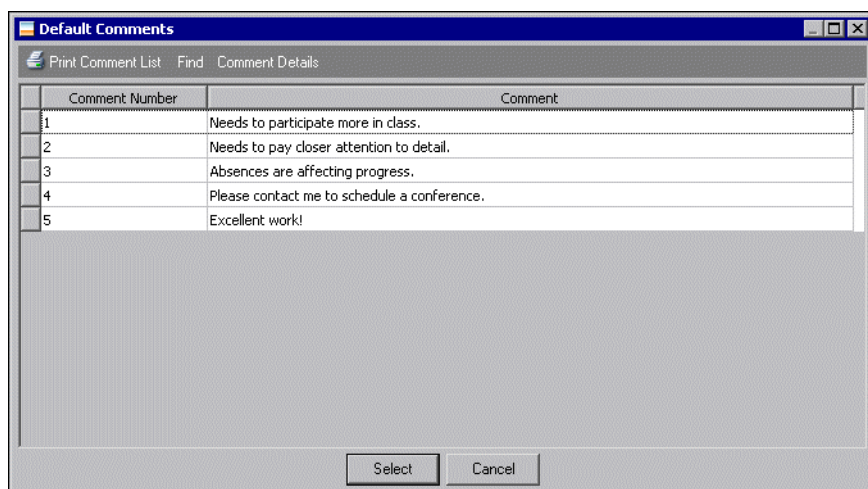 Default Comments
Print Comment List Find Comment Details
Comment Number Comment
1 Needs to participate more in class.
2 Needs to pay closer attention to detail.
3 Absences are affecting progress.
4 Please contact me to schedule a conference.
5 Excellent work!
Select Cancel